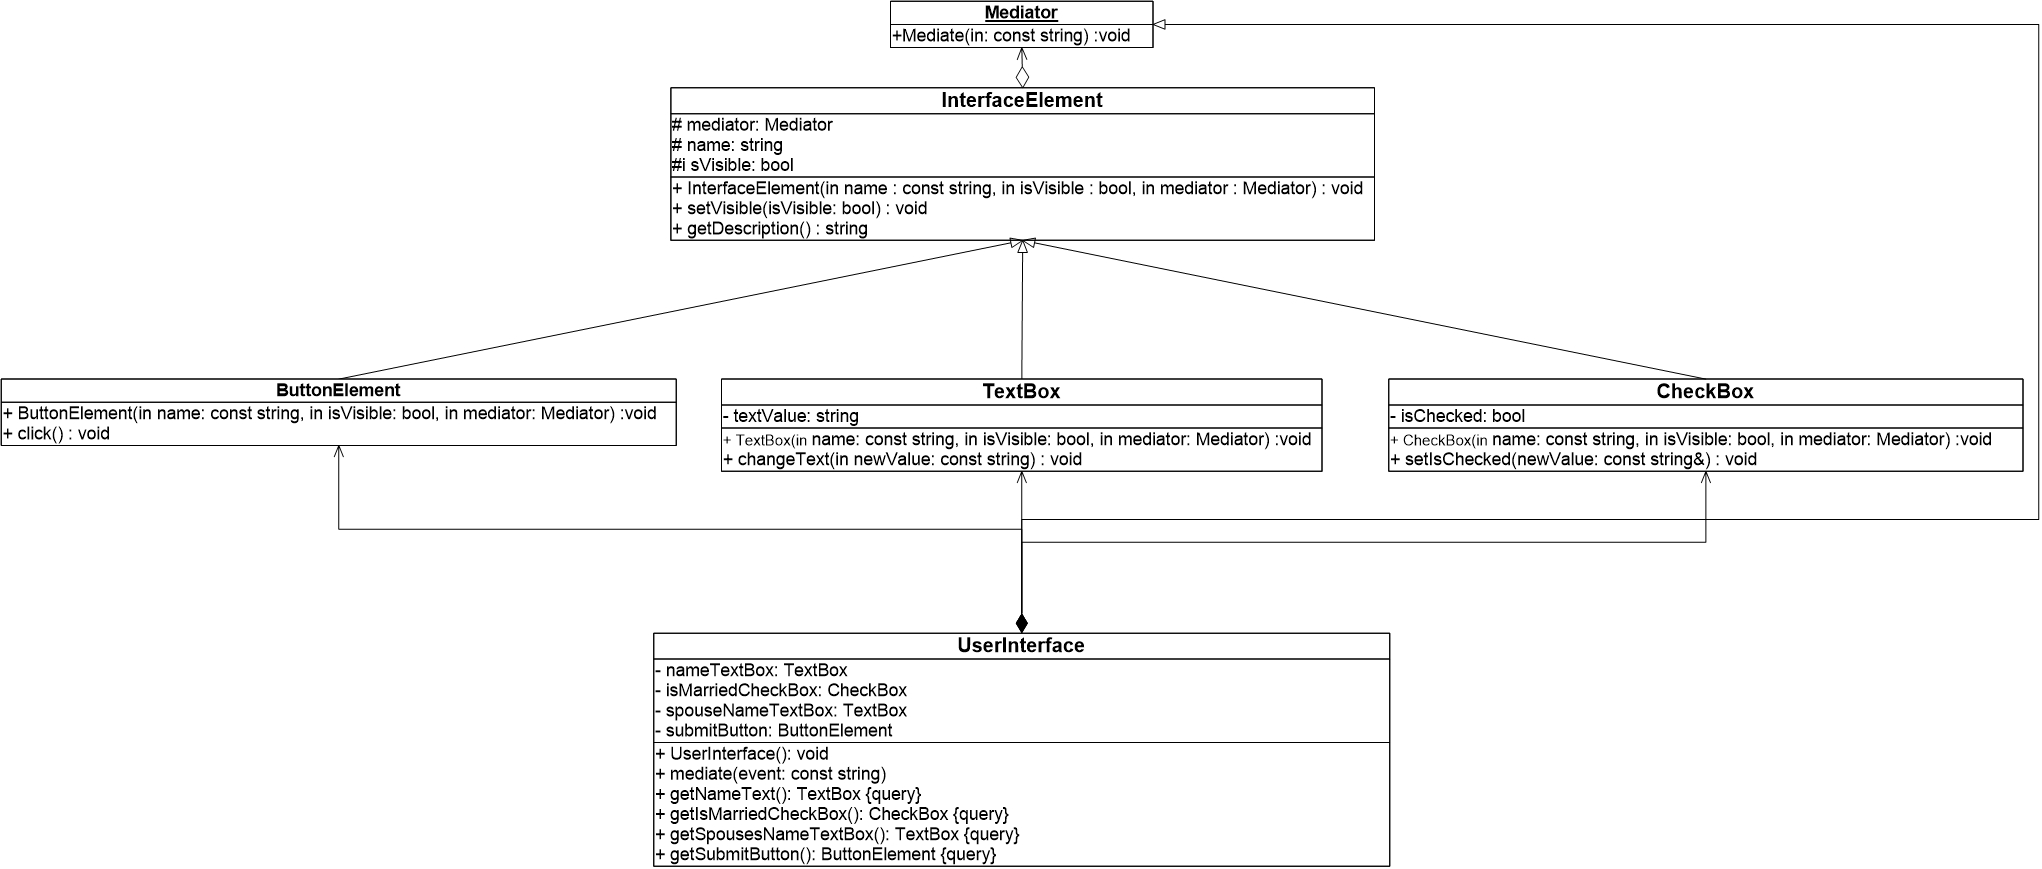 Mediator
+Mediate(in: const string) :void
InterfaceElement
# mediator: Mediator
# name: string
#i sVisible: bool
+ InterfaceElement(in name : const string, in isVisible : bool, in mediator : Mediator) : void
+ setVisible(isVisible: bool) : void
+ getDescription() : string
ButtonElement
+ ButtonElement(in name: const string, in isVisible: bool, in mediator: Mediator) :void
+ click() : void
TextBox
- textValue: string
+ TextBox(in name: const string, in isVisible: bool, in mediator: Mediator) :void
+ changeText(in newValue: const string) : void
CheckBox
- isChecked: bool
+ CheckBox(in name: const string, in isVisible: bool, in mediator: Mediator) :void
+ setIsChecked(newValue: const string&) : void
UserInterface
- nameTextBox: TextBox
- isMarriedCheckBox: CheckBox
- spouseNameTextBox: TextBox
- submitButton: ButtonElement
+ UserInterface(): void
+ mediate(event: const string)
+ getNameText(): TextBox {query}
+ getIsMarriedCheckBox(): CheckBox {query}
+ getSpousesNameTextBox(): TextBox {query}
+ getSubmitButton(): ButtonElement {query}